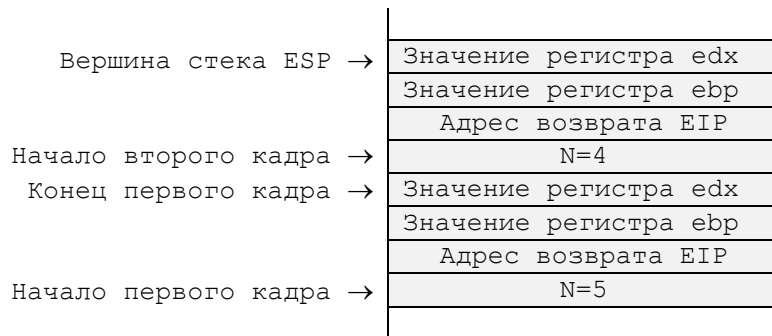 Вершина стека ESP → Значение регистра edx
Значение регистра ebp
Адрес возврата EIP
Начало второго кадра → N=4
Конец первого кадра → Значение регистра edx
Значение регистра ebp
Адрес возврата EIP
Начало первого кадра → N=5